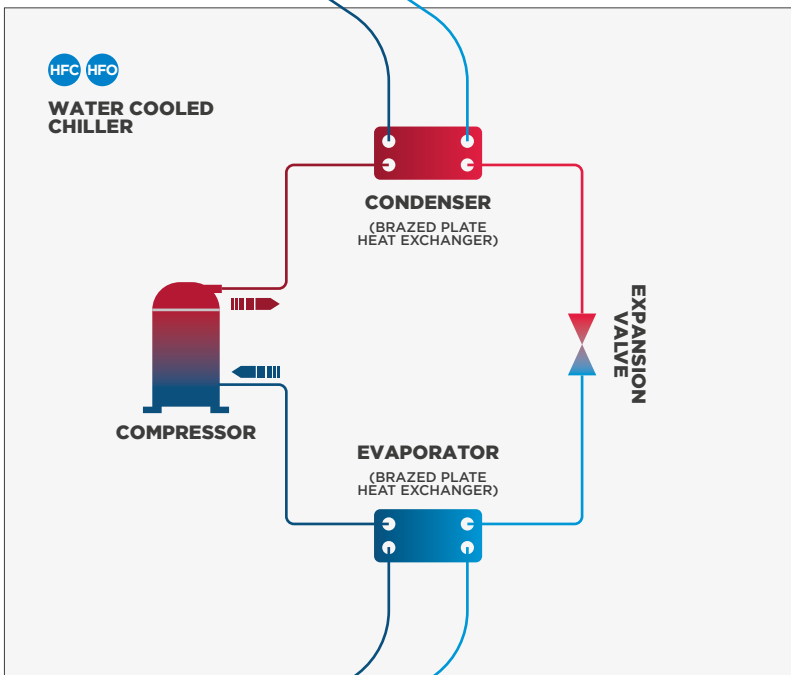 HFC HFO
WATER COOLED
CHILLER
CONDENSER
(BRAZED PLATE
HEAT EXCHANGER)
EXPANSION
VALVE
COMPRESSOR
EVAPORATOR
(BRAZED PLATE
HEAT EXCHANGER)